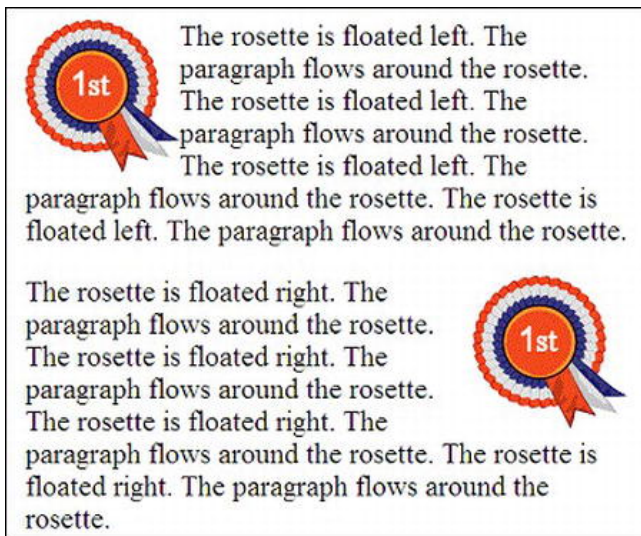 1st
The rosette is floated left. The
paragraph flows around the rosette.
The rosette is floated left. The
paragraph flows around the rosette.
The rosette is floated left. The
paragraph flows around the rosette. The rosette is
floated left. The paragraph flows around the rosette.
The rosette is floated right. The
paragraph flows around the rosette.
The rosette is floated right. The
paragraph flows around the rosette.
The rosette is floated right. The
paragraph flows around the rosette. The rosette is
floated right. The paragraph flows around the
rosette.
1st